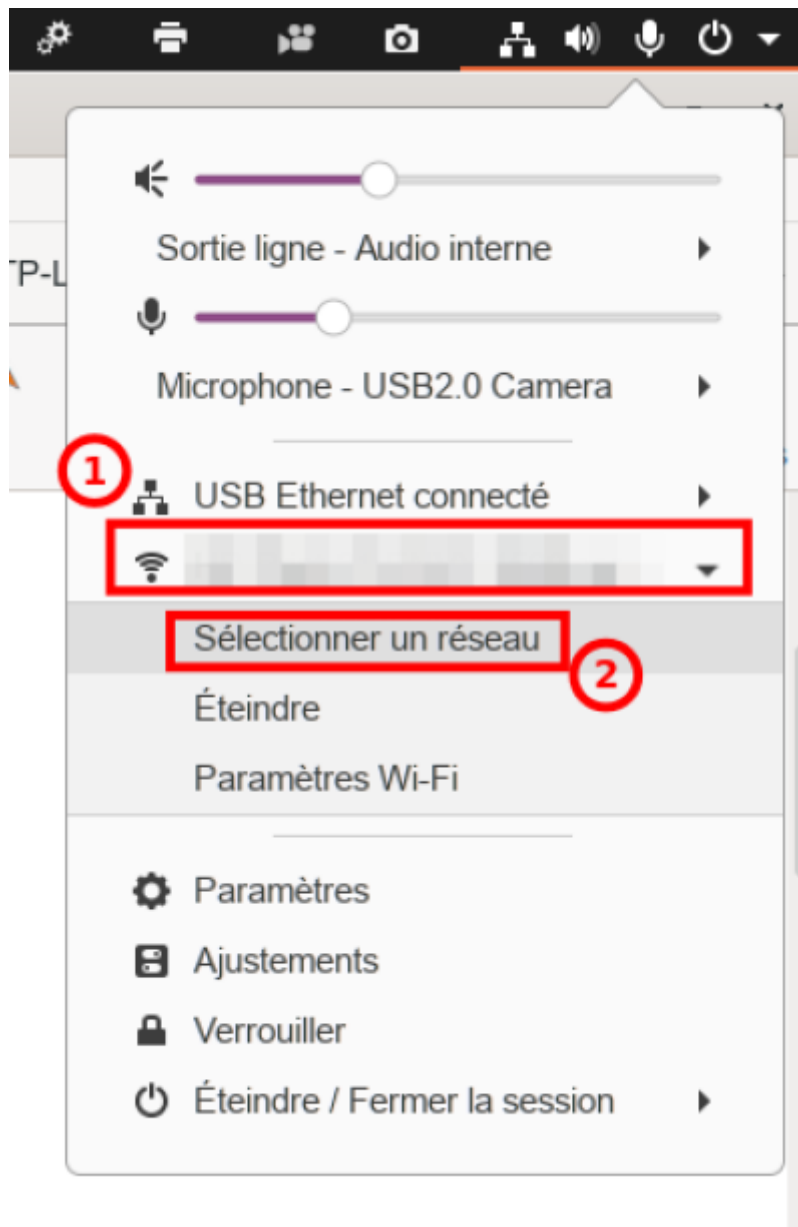 TP-L
Sortie ligne - Audio interne
Microphone - USB2.0 Camera
1
USB Ethernet connecté
Sélectionner un réseau
2
Éteindre
Paramètres Wi-Fi
Paramètres
Ajustements
Verrouiller
Éteindre / Fermer la session